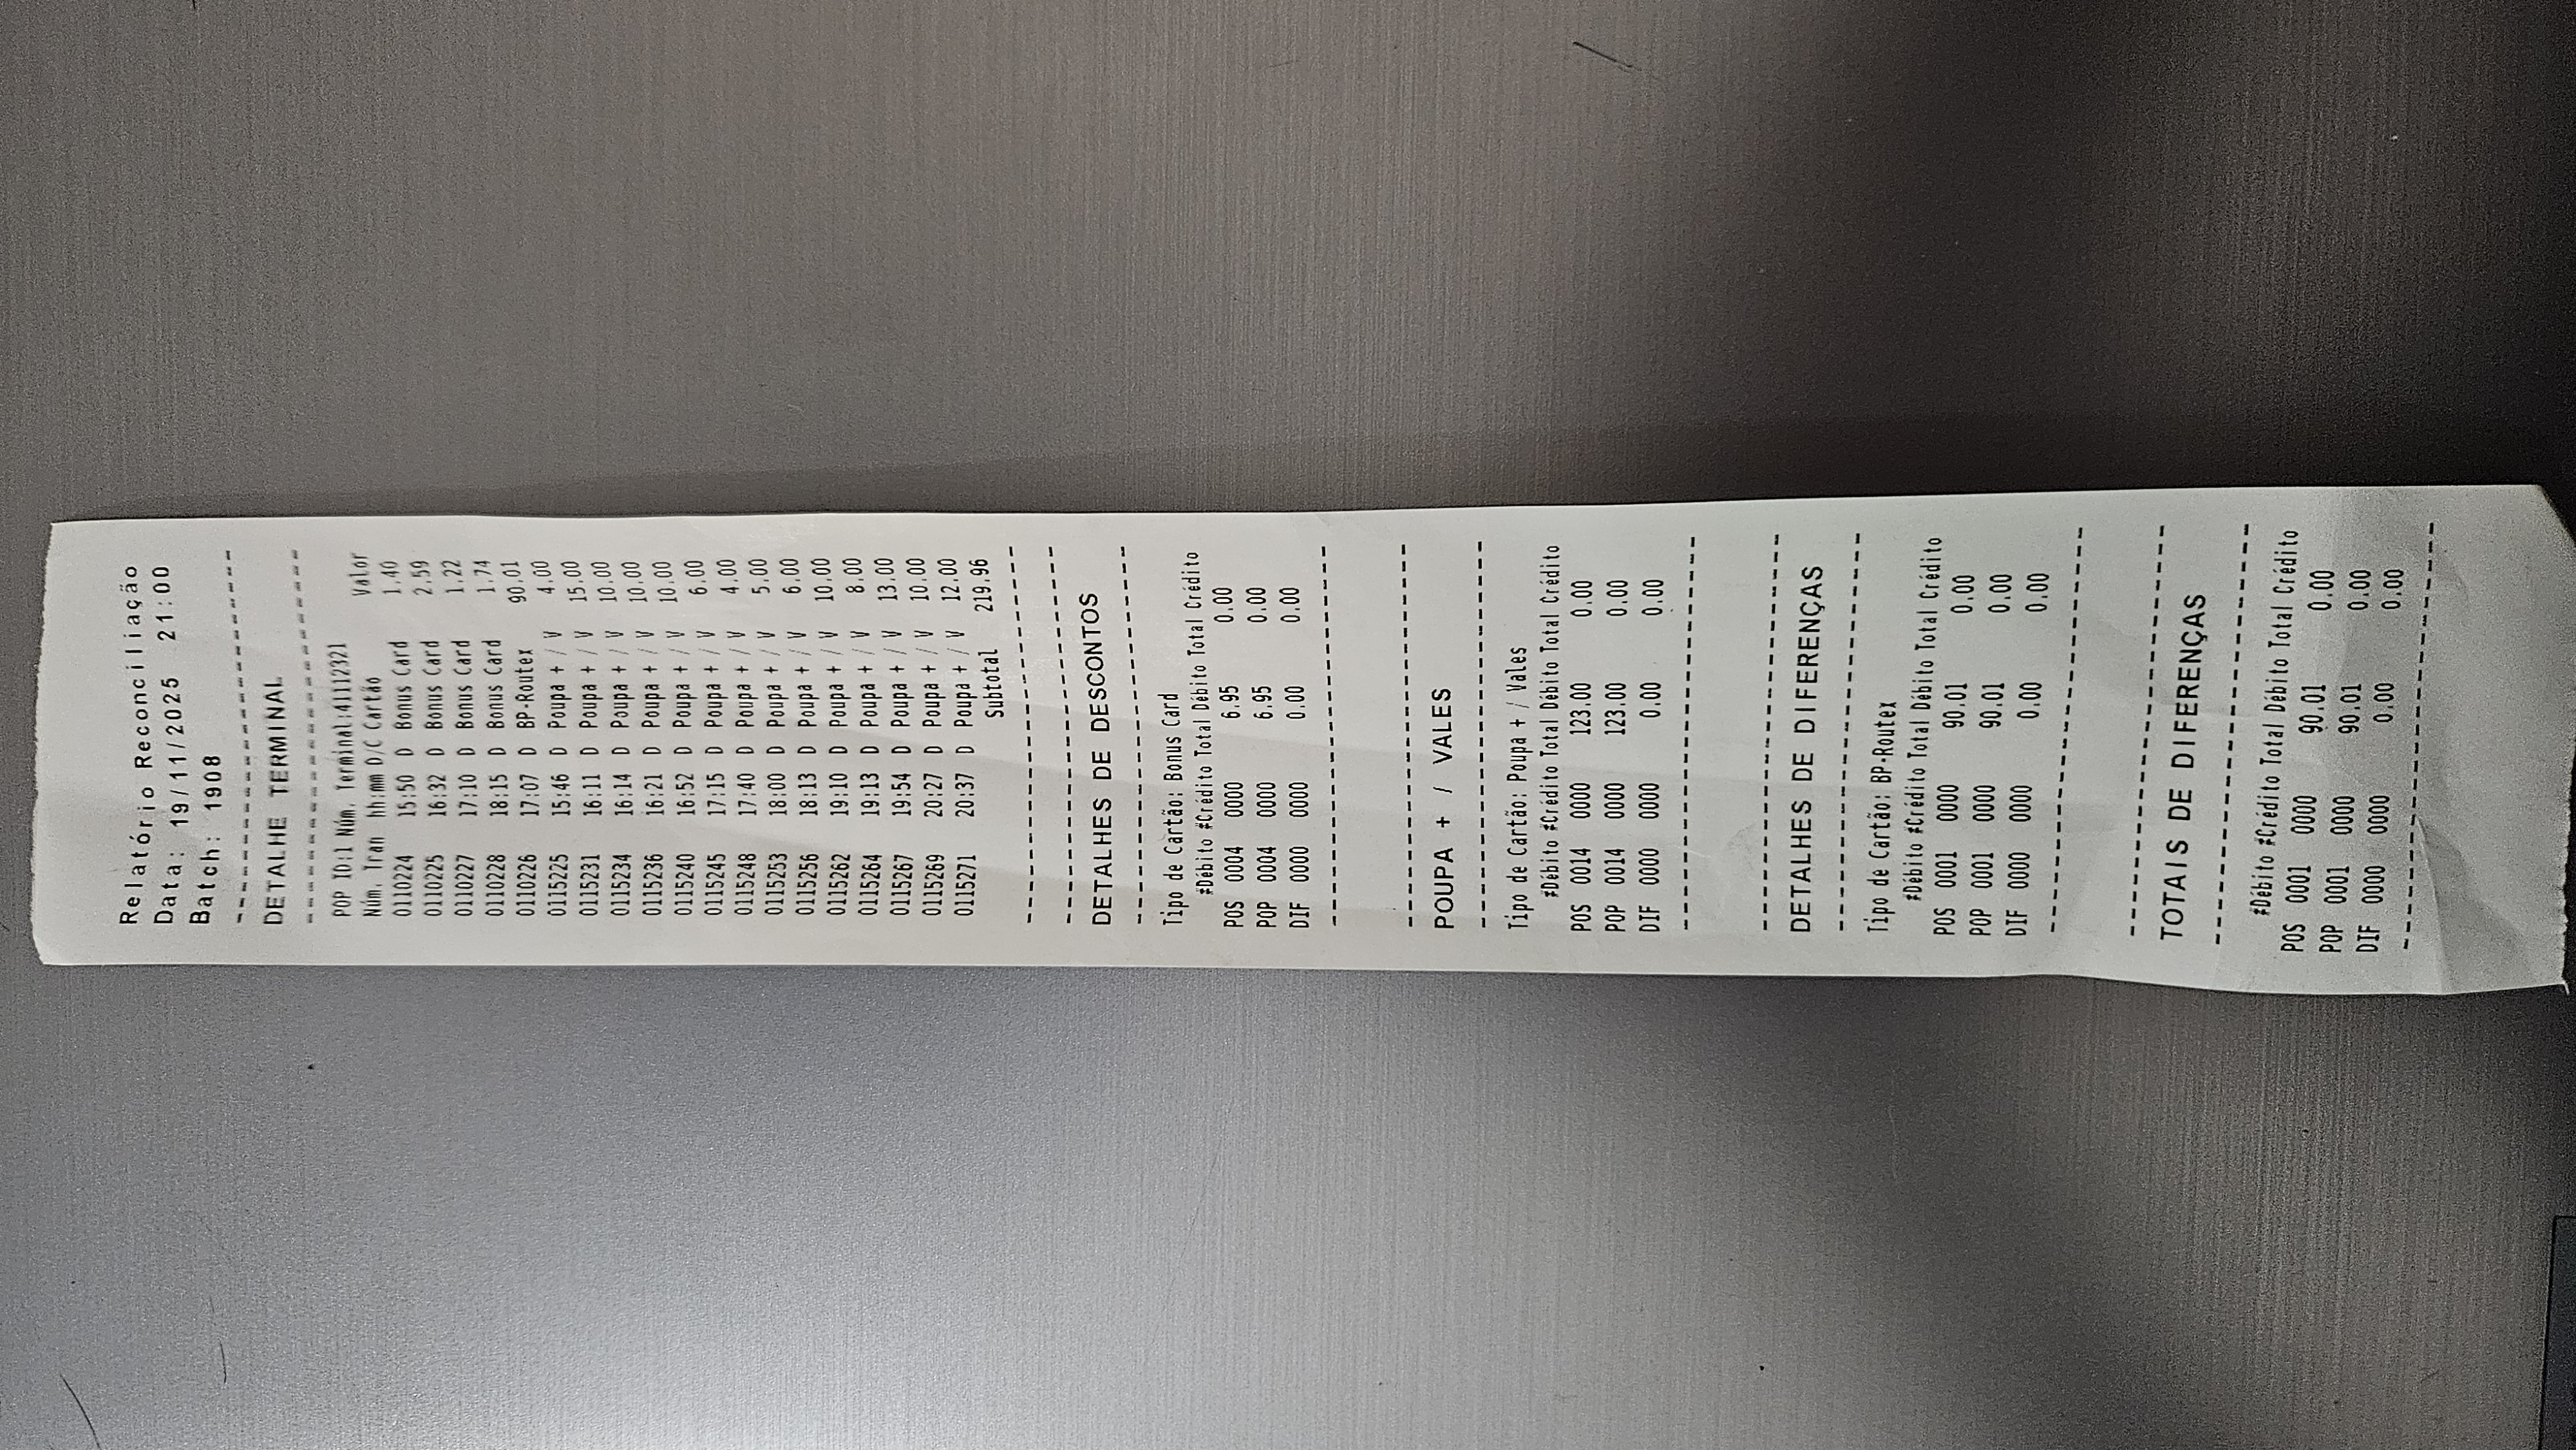 Relatório Reconciliação
Data: 19/11/2025 21:00
Batch: 1908
DETALHE TERMINAL
POP ID:1 Núm. Terminal:41112321
Núm. Tran hh:mm D/C Cartão Valor
0110224 15:50 D Bonus Card 1.40
0110225 16:32 D Bonus Card 2.59
0110227 17:10 D Bonus Card 1.22
0110228 18:15 D Bonus Card 1.74
0110226 17:07 D BP-Routex 90.01
0115225 15:46 D Poupa + / V 4.00
0115231 16:11 D Poupa + / V 15.00
0115234 16:14 D Poupa + / V 10.00
0115236 16:21 D Poupa + / V 10.00
0115240 16:52 D Poupa + / V 10.00
0115245 17:15 D Poupa + / V 6.00
0115248 17:40 D Poupa + / V 4.00
0115253 18:00 D Poupa + / V 5.00
0115256 18:13 D Poupa + / V 6.00
0115262 19:10 D Poupa + / V 10.00
0115264 19:13 D Poupa + / V 8.00
0115267 19:54 D Poupa + / V 13.00
0115269 20:27 D Poupa + / V 10.00
0115271 20:37 D Poupa + / V 12.00
Subtotal 219.96
DETALHES DE DESCONTOS
Tipo de Cartão: Bonus Card
#Débito #Crédito Total Débito Total Crédito
POS 0004 0000 6.95 0.00
POP 0004 0000 6.95 0.00
DIF 0000 0000 0.00 0.00
POUPA + / VALES
Tipo de Cartão: Poupa + / Vales
#Débito #Crédito Total Débito Total Crédito
POS 0014 0000 123.00 0.00
POP 0014 0000 123.00 0.00
DIF 0000 0000 0.00 0.00
DETALHES DE DIFERENÇAS
Tipo de Cartão: BP-Routex
#Débito #Crédito Total Débito Total Crédito
POS 0001 0000 90.01 0.00
POP 0001 0000 90.01 0.00
DIF 0000 0000 0.00 0.00
TOTAIS DE DIFERENÇAS
#Débito #Crédito Total Débito Total Crédito
POS 0001 0000 90.01 0.00
POP 0001 0000 90.01 0.00
DIF 0000 0000 0.00 0.00